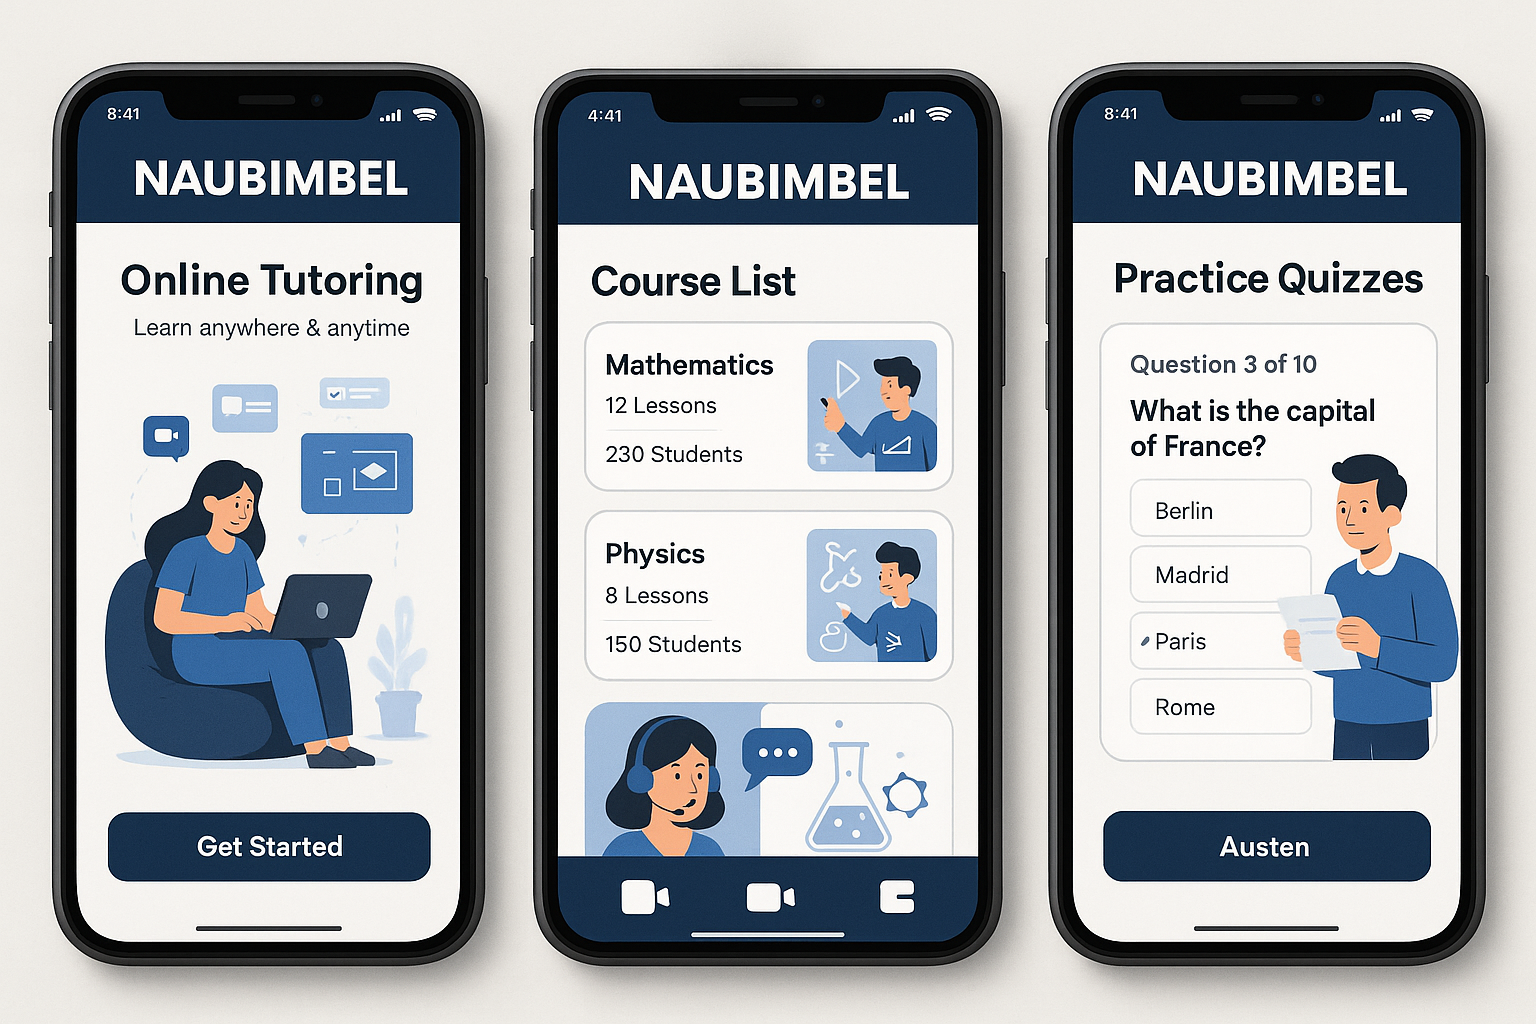 8:41
NAUBIMBEL
Online Tutoring
Learn anywhere & anytime
Get Started
4:41
NAUBIMBEL
Course List
Mathematics
12 Lessons
230 Students
Physics
8 Lessons
150 Students
8:41
NAUBIMBEL
Practice Quizzes
Question 3 of 10
What is the capital
of France?
Berlin
Madrid
Paris
Rome
Austen